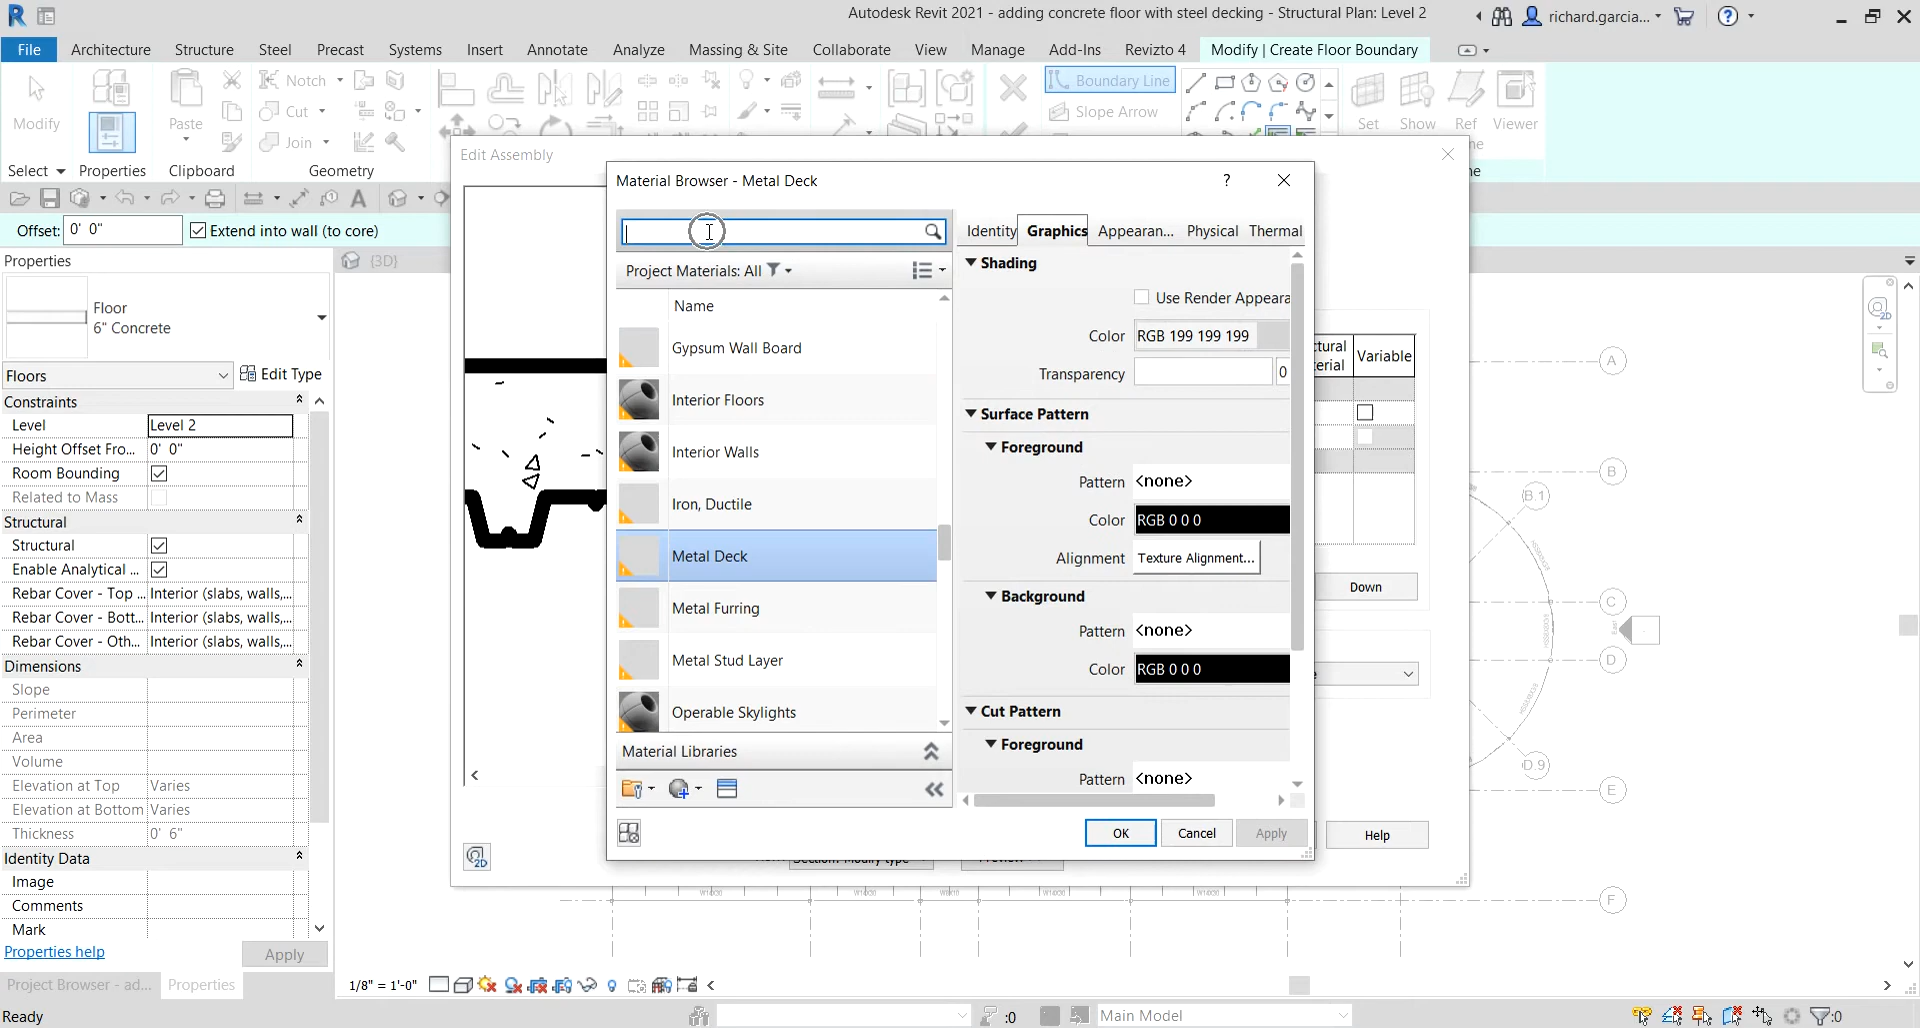 Autodesk Revit 2021 - adding concrete floor with steel decking - Structural Plan: Level 2
richard.garcia...
File Architecture Structure Steel Precast Systems Insert Annotate Analyze Massing & Site Collaborate View Manage Add-Ins Revizto 4 Modify | Create Floor Boundary
Modify
Paste
Notch
Cut
Join
Boundary Line
Slope Arrow
Set Show Ref Viewer
Select Properties Clipboard Geometry
Offset: 0' 0" Extend into wall (to core)
Properties
{3D}
Floor
6" Concrete
Floors Edit Type
Constraints
Level Level 2
Height Offset Fro... 0' 0"
Room Bounding
Related to Mass
Structural
Structural
Enable Analytical ...
Rebar Cover - Top ... Interior (slabs, walls,...
Rebar Cover - Bott... Interior (slabs, walls,...
Rebar Cover - Oth... Interior (slabs, walls,...
Dimensions
Slope
Perimeter
Area
Volume
Elevation at Top Varies
Elevation at Bottom Varies
Thickness 0' 6"
Identity Data
Image
Comments
Mark
Properties help Apply
Project Browser - ad... Properties
Ready
Edit Assembly
Variable
Down
Help
Material Browser - Metal Deck
?
Project Materials: All
Name
Gypsum Wall Board
Interior Floors
Interior Walls
Iron, Ductile
Metal Deck
Metal Furring
Metal Stud Layer
Operable Skylights
Material Libraries
Identity Graphics Appearan... Physical Thermal
Shading
Use Render Appeara
Color RGB 199 199 199
Transparency 0
Surface Pattern
Foreground
Pattern <none>
Color RGB 0 0 0
Alignment Texture Alignment...
Background
Pattern <none>
Color RGB 0 0 0
Cut Pattern
Foreground
Pattern <none>
OK Cancel Apply
A
B
B.1
C
D
D.9
E
F
1/8" = 1'-0"
:0
Main Model
:0